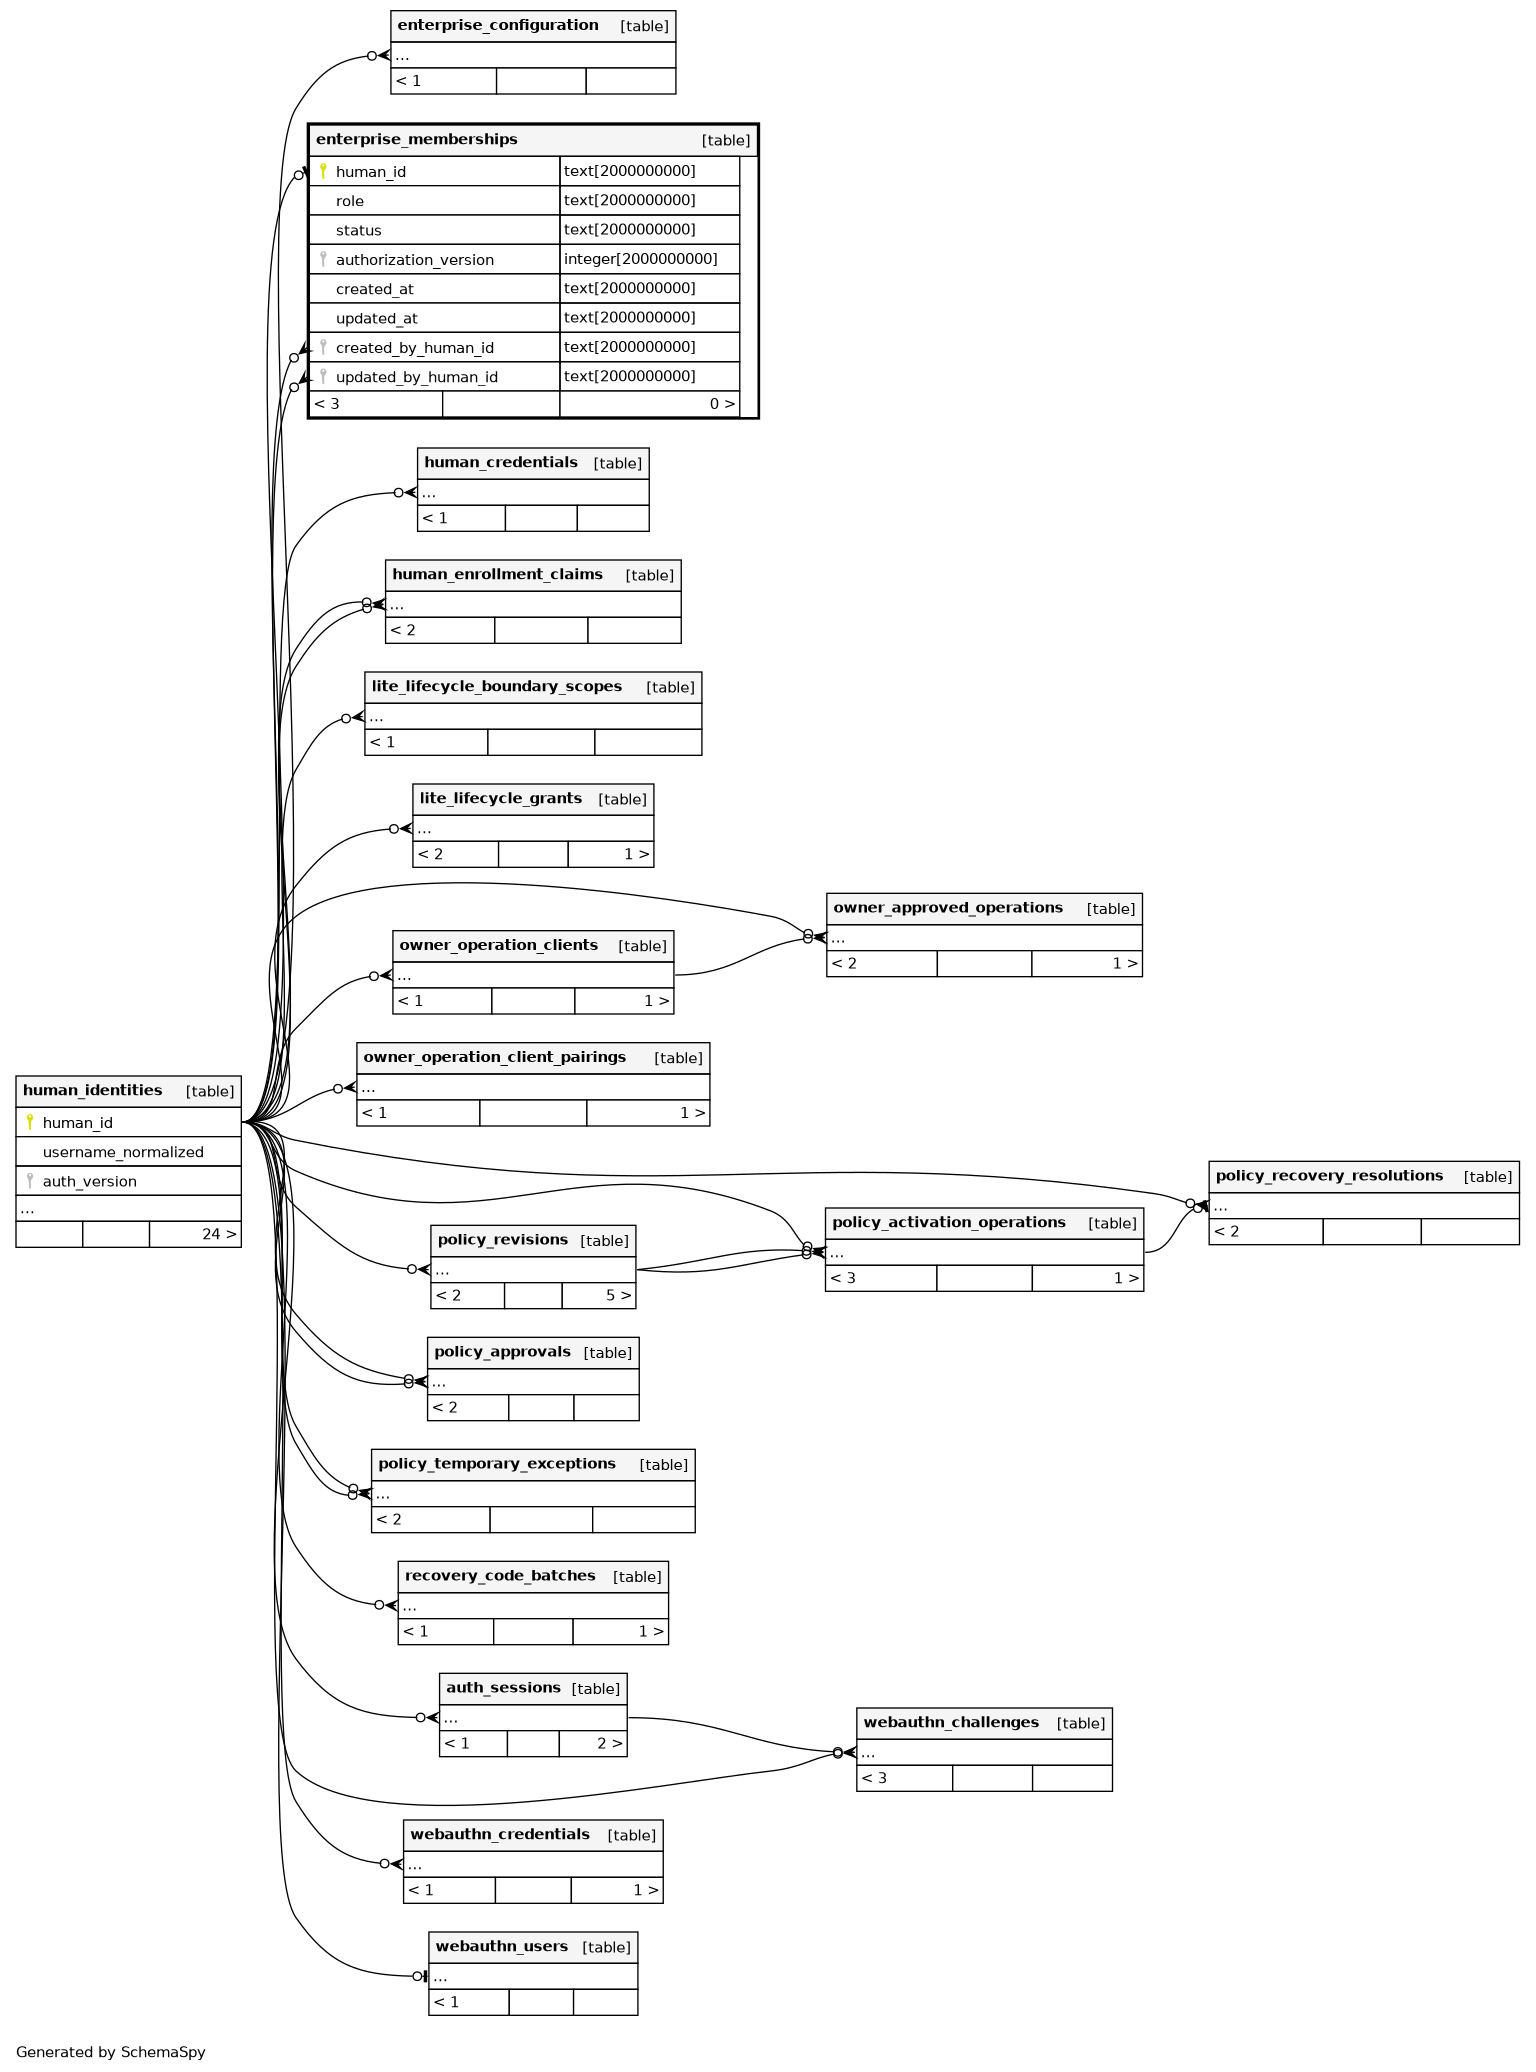 enterprise_configuration [table]
...
< 1
enterprise_memberships [table]
human_id text[2000000000]
role text[2000000000]
status text[2000000000]
authorization_version integer[2000000000]
created_at text[2000000000]
updated_at text[2000000000]
created_by_human_id text[2000000000]
updated_by_human_id text[2000000000]
< 3 0 >
human_credentials [table]
...
< 1
human_enrollment_claims [table]
...
< 2
lite_lifecycle_boundary_scopes [table]
...
< 1
lite_lifecycle_grants [table]
...
< 2 1 >
owner_approved_operations [table]
...
< 2 1 >
owner_operation_clients [table]
...
< 1 1 >
owner_operation_client_pairings [table]
...
< 1 1 >
human_identities [table]
human_id
username_normalized
auth_version
...
24 >
policy_recovery_resolutions [table]
...
< 2
policy_activation_operations [table]
...
< 3 1 >
policy_revisions [table]
...
< 2 5 >
policy_approvals [table]
...
< 2
policy_temporary_exceptions [table]
...
< 2
recovery_code_batches [table]
...
< 1 1 >
auth_sessions [table]
...
< 1 2 >
webauthn_challenges [table]
...
< 3
webauthn_credentials [table]
...
< 1 1 >
webauthn_users [table]
...
< 1
Generated by SchemaSpy